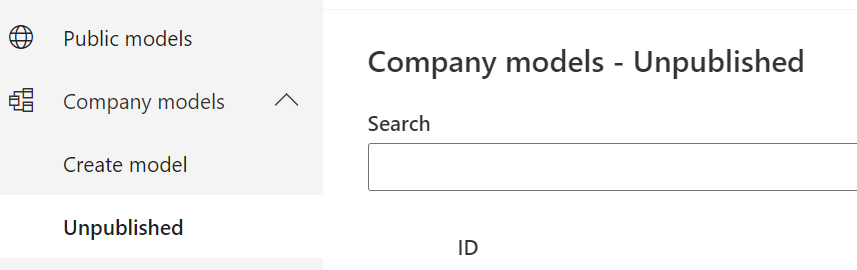 Public models
Company models
Create model
Unpublished
Company models - Unpublished
Search
ID